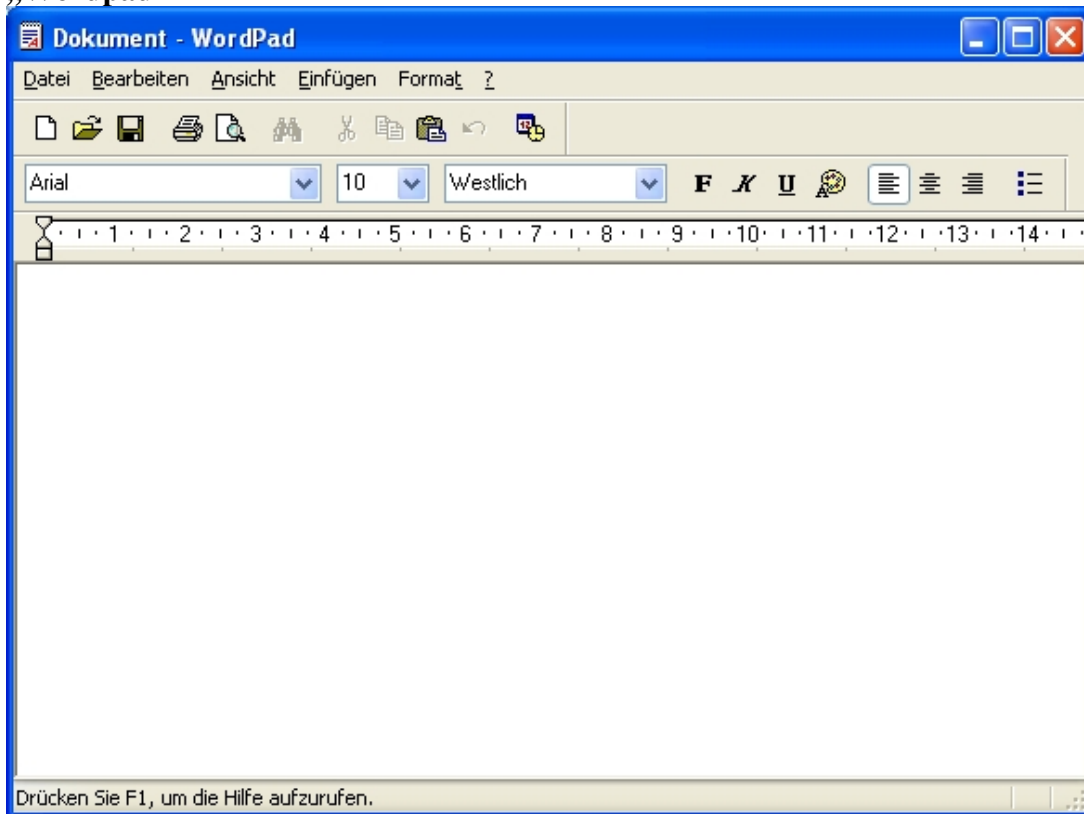 „Wordpad
Dokument - WordPad
Datei Bearbeiten Ansicht Einfügen Format ?
Arial 10 Westlich F K U
1 2 3 4 5 6 7 8 9 10 11 12 13 14
Drücken Sie F1, um die Hilfe aufzurufen.